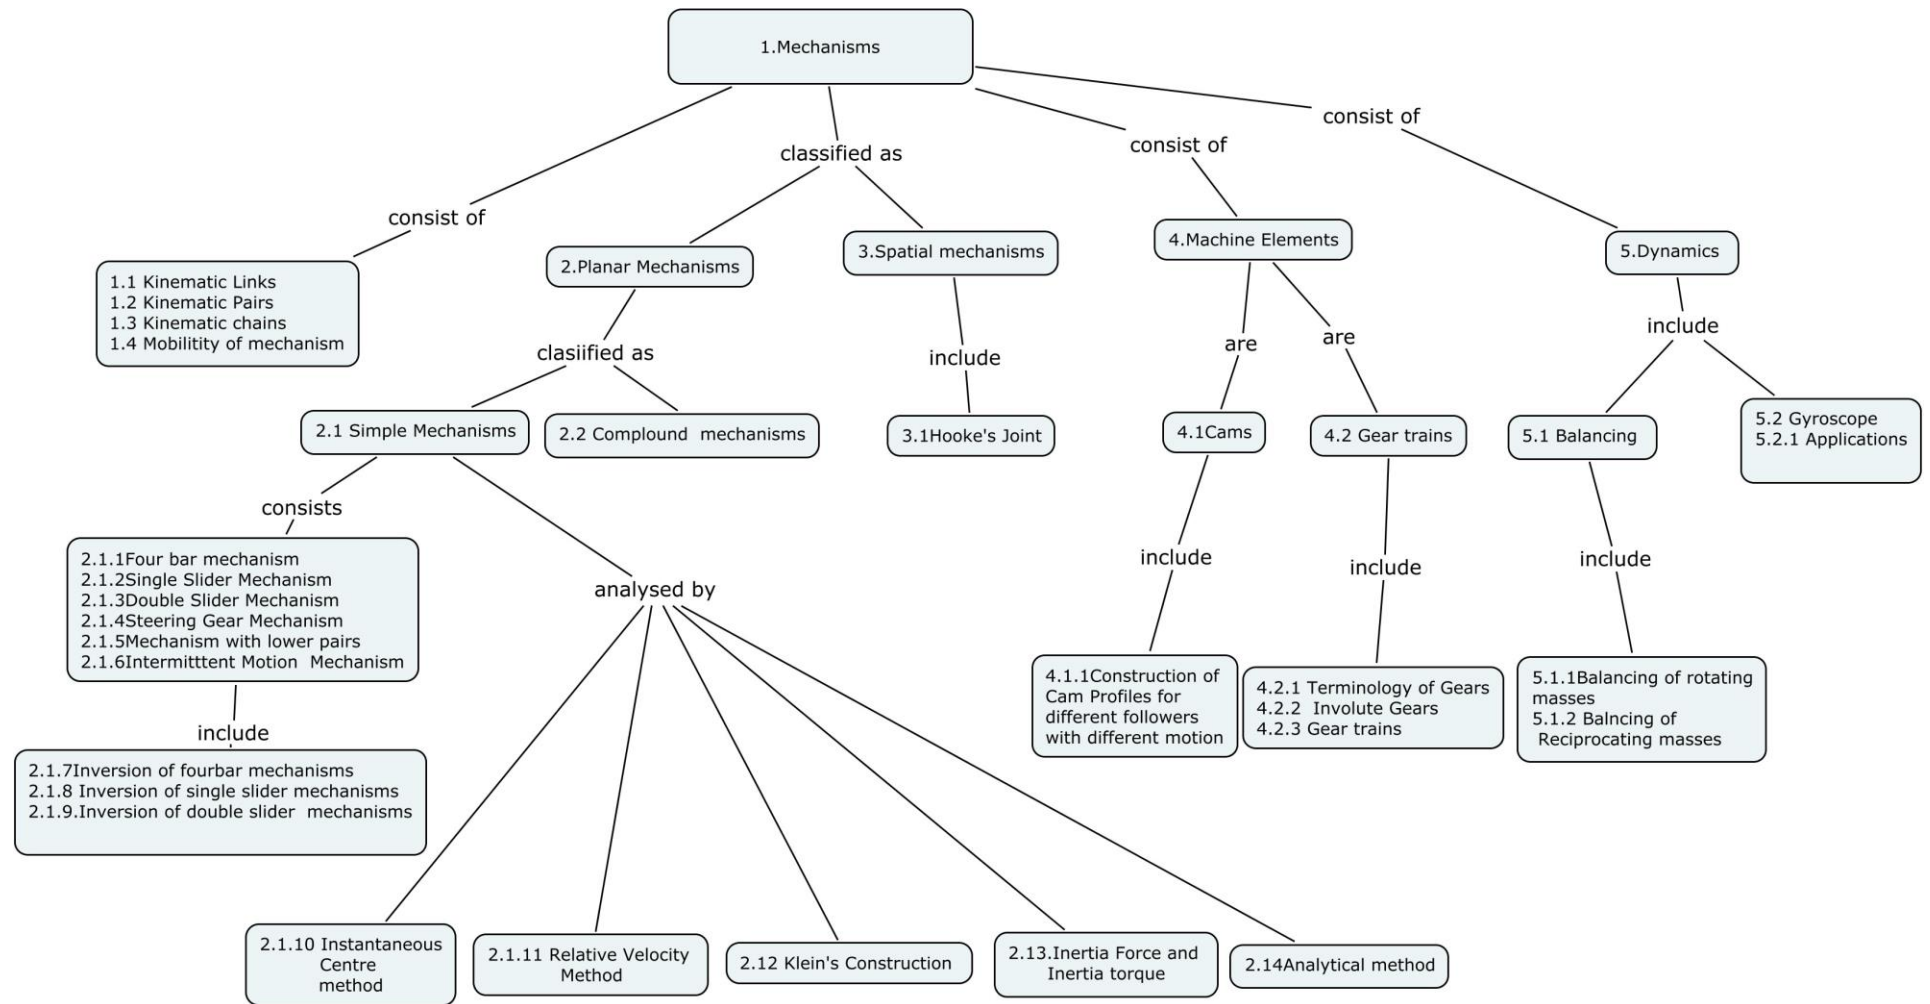 1.Mechanisms
consist of
classified as
consist of
consist of
1.1 Kinematic Links
1.2 Kinematic Pairs
1.3 Kinematic chains
1.4 Mobilitity of mechanism
2.Planar Mechanisms
3.Spatial mechanisms
4.Machine Elements
5.Dynamics
clasiified as
include
are
are
include
2.1 Simple Mechanisms
2.2 Complound  mechanisms
3.1Hooke's Joint
4.1Cams
4.2 Gear trains
5.1 Balancing
5.2 Gyroscope
5.2.1 Applications
consists
analysed by
include
include
include
2.1.1Four bar mechanism
2.1.2Single Slider Mechanism
2.1.3Double Slider Mechanism
2.1.4Steering Gear Mechanism
2.1.5Mechanism with lower pairs
2.1.6Intermitttent Motion  Mechanism
include
2.1.7Inversion of fourbar mechanisms
2.1.8 Inversion of single slider mechanisms
2.1.9.Inversion of double slider  mechanisms
4.1.1Construction of
Cam Profiles for
different followers
with different motion
4.2.1 Terminology of Gears
4.2.2  Involute Gears
4.2.3 Gear trains
5.1.1Balancing of rotating
masses
5.1.2 Balncing of
Reciprocating masses
2.1.10 Instantaneous
Centre
method
2.1.11 Relative Velocity
Method
2.12 Klein's Construction
2.13.Inertia Force and
Inertia torque
2.14Analytical method